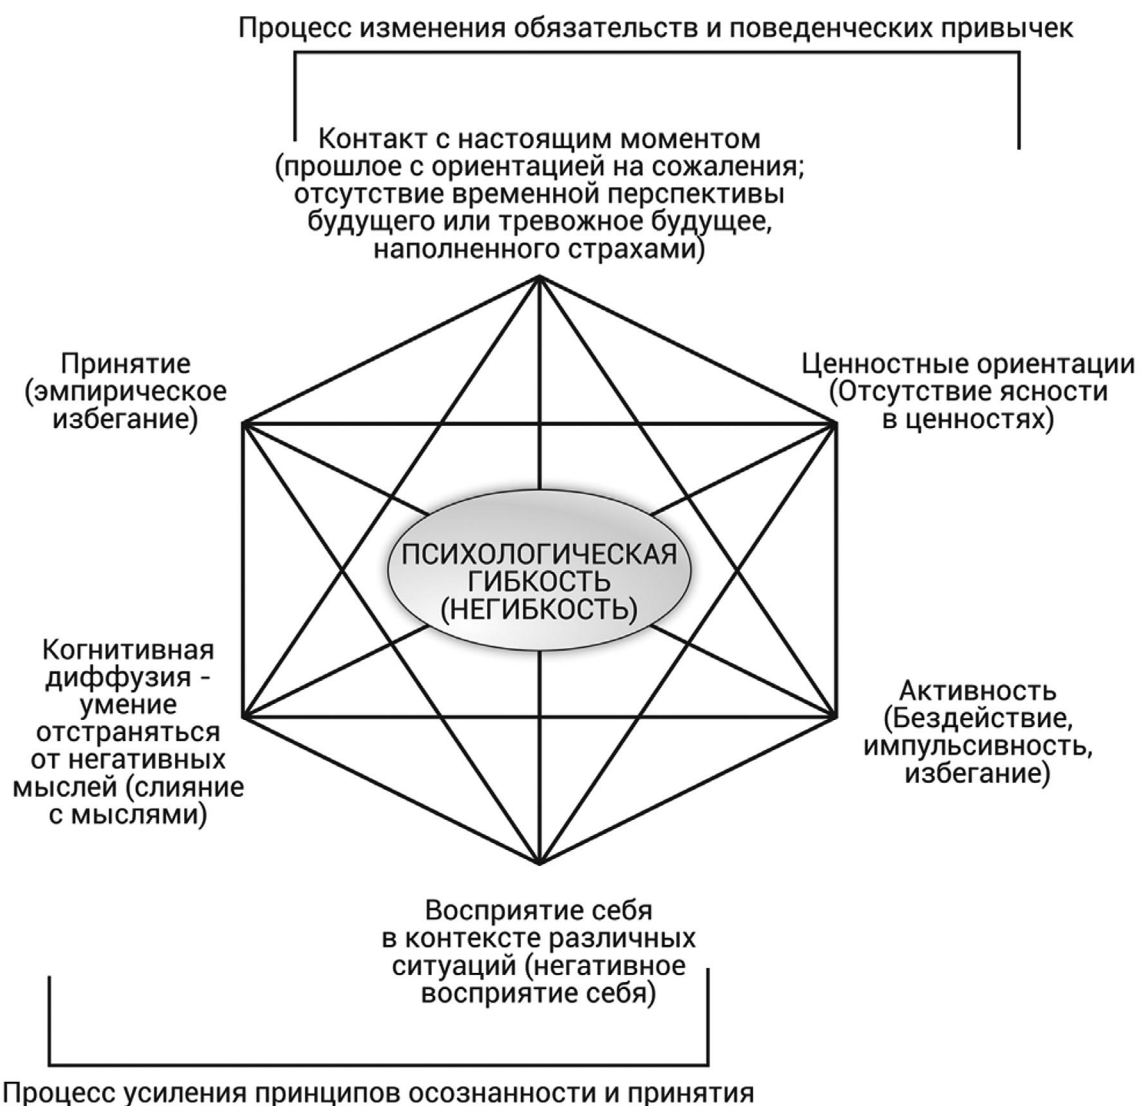 Процесс изменения обязательств и поведенческих привычек
Контакт с настоящим моментом
(прошлое с ориентацией на сожаления;
отсутствие временной перспективы
будущего или тревожное будущее,
наполненного страхами)
Принятие
(эмпирическое
избегание)
Ценностные ориентации
(Отсутствие ясности
в ценностях)
ПСИХОЛОГИЧЕСКАЯ
ГИБКОСТЬ
(НЕГИБКОСТЬ)
Когнитивная
диффузия -
умение
отстраняться
от негативных
мыслей (слияние
с мыслями)
Активность
(Бездействие,
импульсивность,
избегание)
Восприятие себя
в контексте различных
ситуаций (негативное
восприятие себя)
Процесс усиления принципов осознанности и принятия